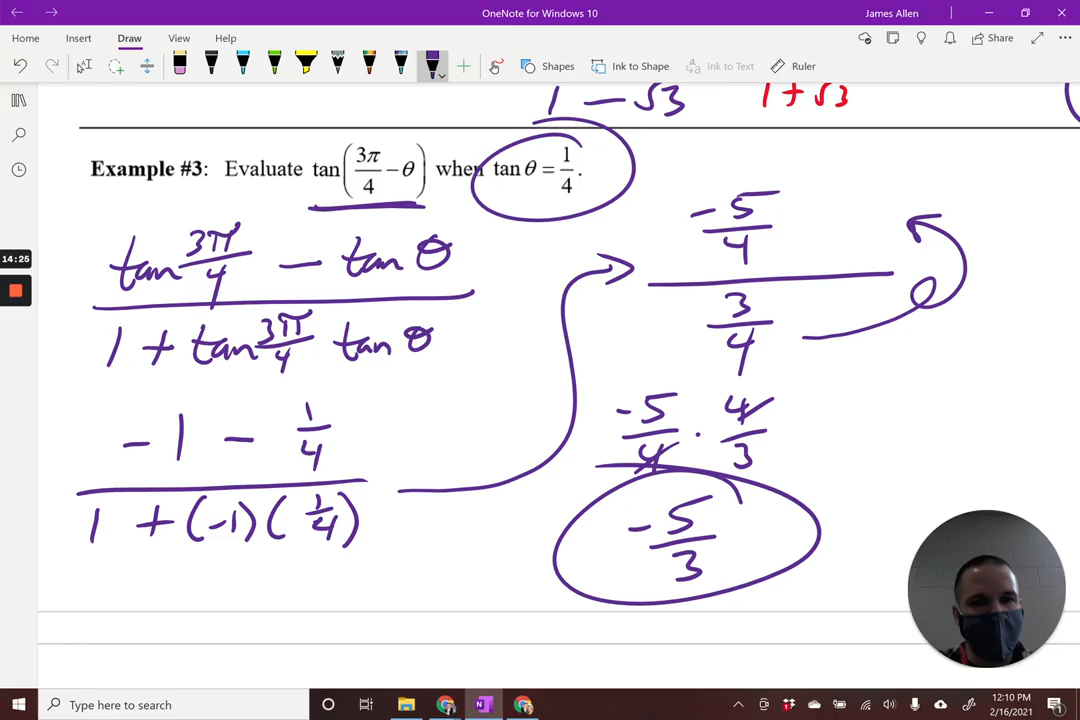 OneNote for Windows 10
James Allen
Home Insert Draw View Help
Shapes Ink to Shape Ink to Text Ruler
Share
1 − √3 1 + √3
Example #3: Evaluate tan(3π/4 − θ) when tan θ = 1/4.
tan 3π/4 − tan θ
1 + tan 3π/4 tan θ
−1 − 1/4
1 + (−1)(1/4)
−5/4
3/4
−5/4 · 4/3
−5/3
14:25
Type here to search
12:10 PM
2/16/2021
1